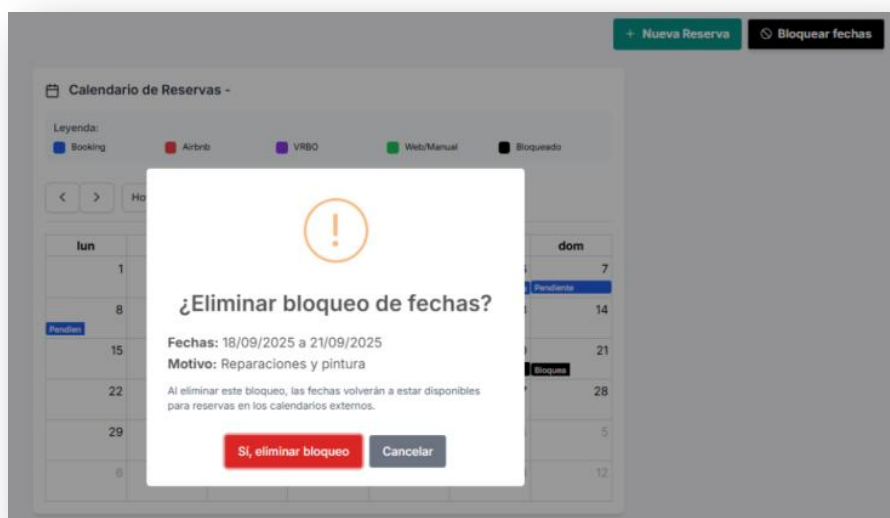 + Nueva Reserva
Bloquear fechas
Calendario de Reservas -
Leyenda:
Booking
Airbnb
VRBO
Web/Manual
Bloqueado
< >
lun
dom
1
7
Pendiente
8
14
Pendien
15
21
Bloquea
22
28
29
5
6
12
!
¿Eliminar bloqueo de fechas?
Fechas: 18/09/2025 a 21/09/2025
Motivo: Reparaciones y pintura
Al eliminar este bloqueo, las fechas volverán a estar disponibles
para reservas en los calendarios externos.
Sí, eliminar bloqueo
Cancelar